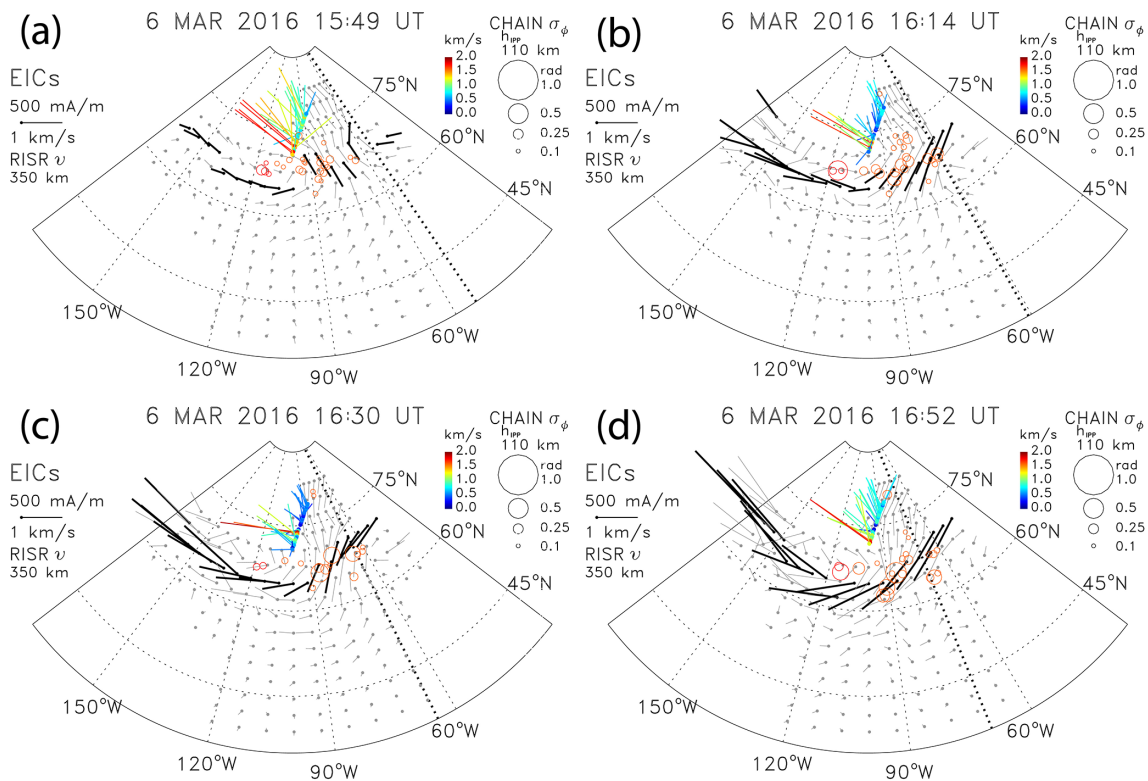 (a)
6 MAR 2016 15:49 UT
EICs
500 mA/m
1 km/s
RISR v
350 km
km/s
2.0
1.5
1.0
0.5
0.0
CHAIN σϕ
hIPP
110 km
rad
1.0
0.5
0.25
0.1
75°N
60°N
45°N
150°W
120°W
90°W
60°W
(b)
6 MAR 2016 16:14 UT
EICs
500 mA/m
1 km/s
RISR v
350 km
km/s
2.0
1.5
1.0
0.5
0.0
CHAIN σϕ
hIPP
110 km
rad
1.0
0.5
0.25
0.1
75°N
60°N
45°N
150°W
120°W
90°W
60°W
(c)
6 MAR 2016 16:30 UT
EICs
500 mA/m
1 km/s
RISR v
350 km
km/s
2.0
1.5
1.0
0.5
0.0
CHAIN σϕ
hIPP
110 km
rad
1.0
0.5
0.25
0.1
75°N
60°N
45°N
150°W
120°W
90°W
60°W
(d)
6 MAR 2016 16:52 UT
EICs
500 mA/m
1 km/s
RISR v
350 km
km/s
2.0
1.5
1.0
0.5
0.0
CHAIN σϕ
hIPP
110 km
rad
1.0
0.5
0.25
0.1
75°N
60°N
45°N
150°W
120°W
90°W
60°W